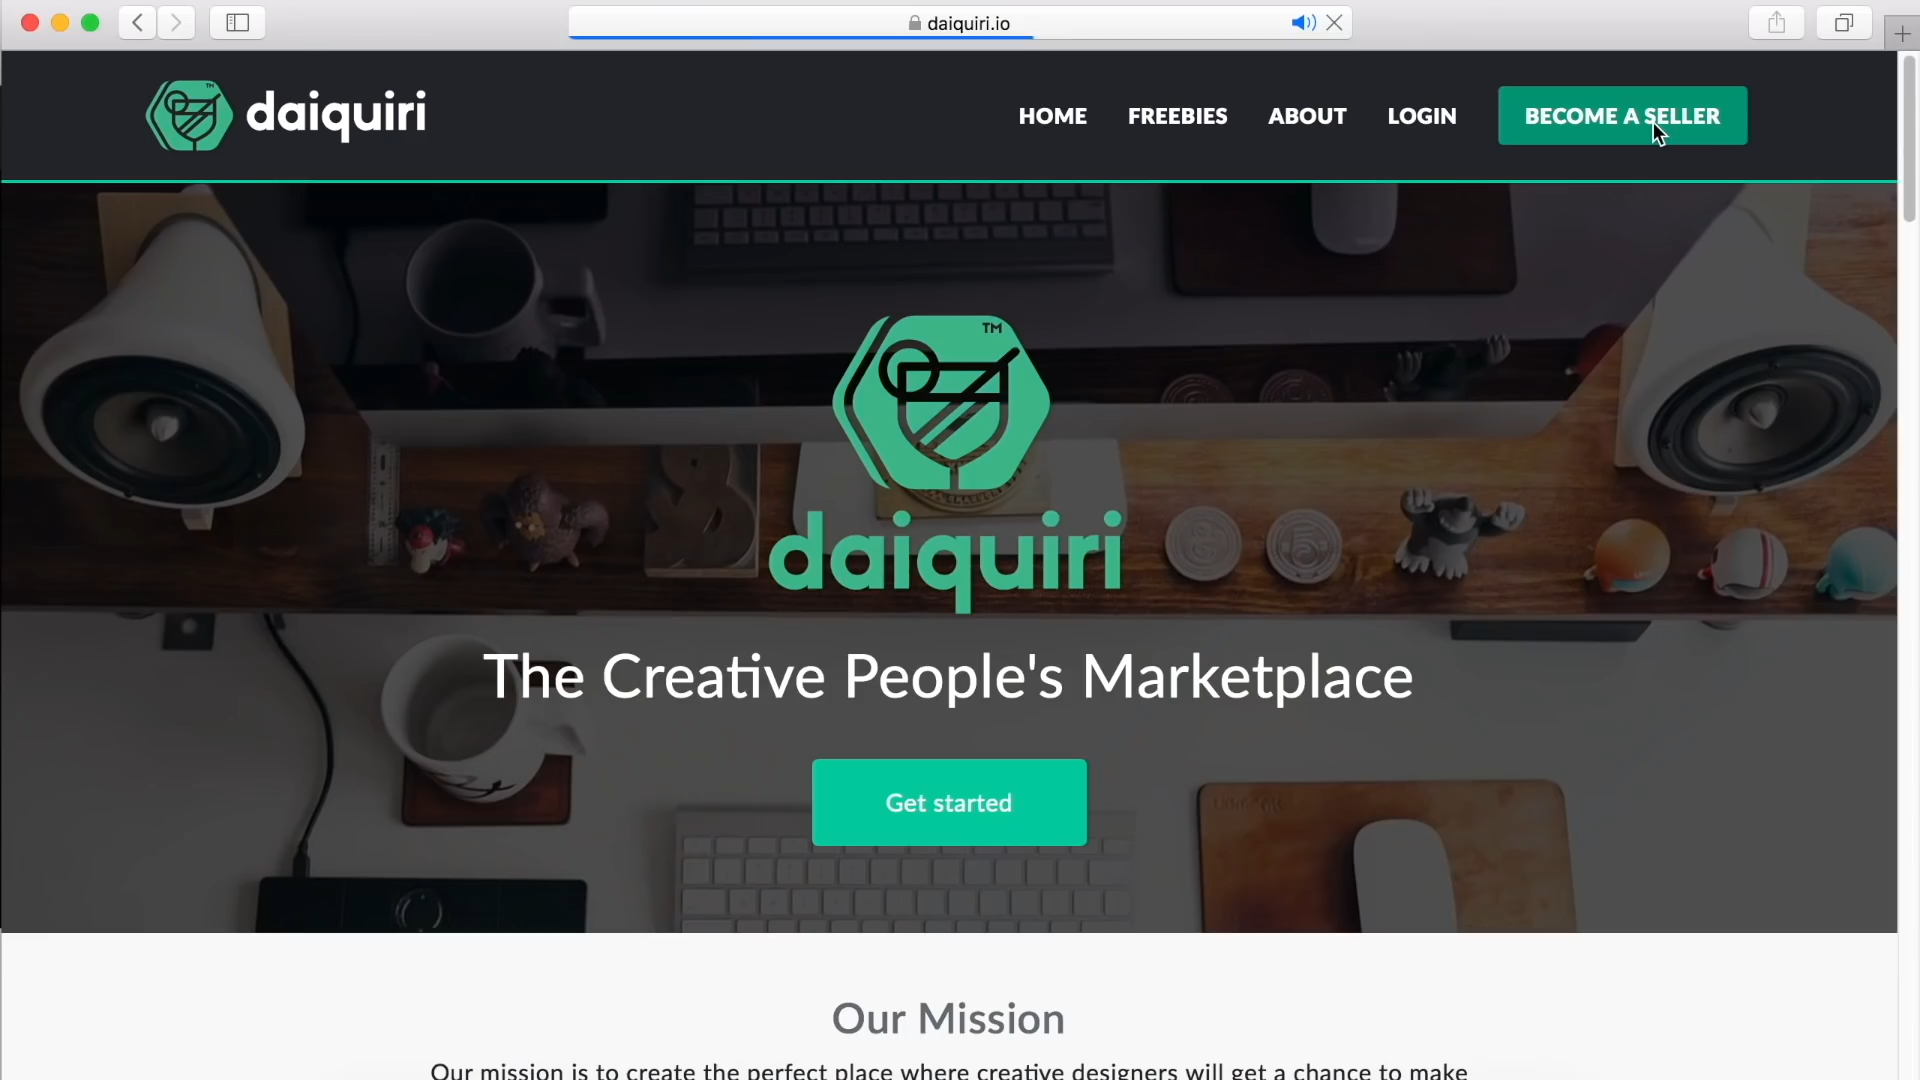 daiquiri.io
daiquiri
HOME FREEBIES ABOUT LOGIN BECOME A SELLER
TM
daiquiri
The Creative People's Marketplace
Get started
Our Mission
Our mission is to create the perfect place where creative designers will get a chance to make